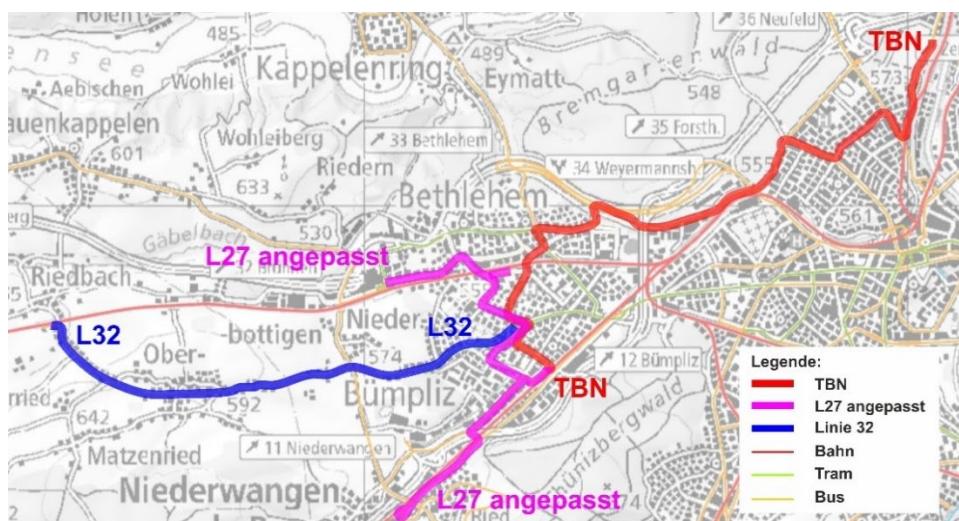 485
489
36 Neufeld
TBN
573
Aebischen
Wohlei
Kappelenring
Eymatt
Bremgartenwald
548
auenkappelen
Wohleiberg
33 Bethlehem
35 Forsth.
601
Riedern
34 Weyermannsh.
555
633
Bethlehem
561
530
Gäbelbach
L27 angepasst
Riedbach
L32
bottigen
Nieder-
L32
Ober-
574
12 Bümpliz
592
Bümpliz
TBN
642
Matzenried
11 Niederwangen
Niederwangen
L27 angepasst
Ried
Legende:
TBN
L27 angepasst
Linie 32
Bahn
Tram
Bus